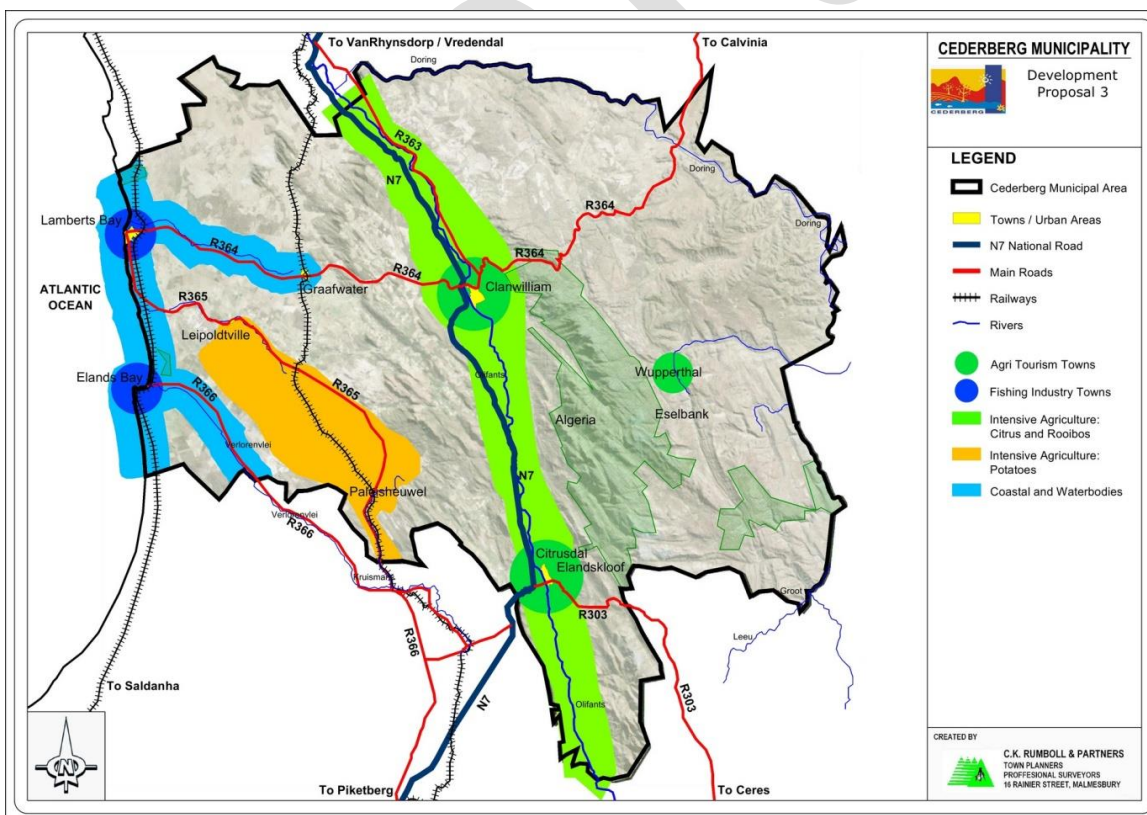 To VanRhynsdorp / Vredendal
To Calvinia
Doring
R363
N7
Doring
Doring
Lamberts Bay
R364
R364
R364
R364
Graafwater
Clanwilliam
ATLANTIC
OCEAN
R365
Leipoldtville
Elands Bay
R366
R365
Olifants
Wupperthal
Eselbank
Algeria
Verlorenvlei
N7
Paleisheuwel
Verlorenvlei
R366
Citrusdal
Elandskloof
Kruismans
R303
Groot
Leeu
R366
To Saldanha
N7
Olifants
R303
N
To Piketberg
To Ceres
CEDERBERG MUNICIPALITY
CEDERBERG
Development
Proposal 3
LEGEND
Cederberg Municipal Area
Towns / Urban Areas
N7 National Road
Main Roads
Railways
Rivers
Agri Tourism Towns
Fishing Industry Towns
Intensive Agriculture:
Citrus and Rooibos
Intensive Agriculture:
Potatoes
Coastal and Waterbodies
CREATED BY
C.K. RUMBOLL & PARTNERS
TOWN PLANNERS
PROFFESIONAL SURVEYORS
16 RAINIER STREET, MALMESBURY